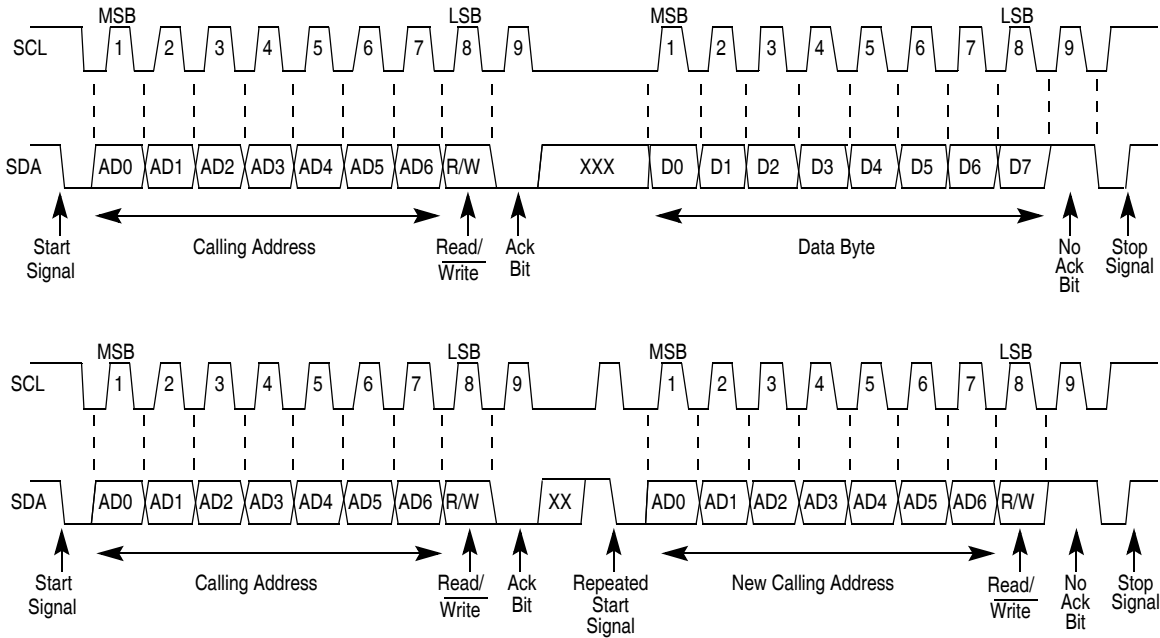 MSB LSB MSB LSB
SCL 1 2 3 4 5 6 7 8 9 1 2 3 4 5 6 7 8 9
SDA AD0 AD1 AD2 AD3 AD4 AD5 AD6 R/W XXX D0 D1 D2 D3 D4 D5 D6 D7
Start Signal
Calling Address
Read/
Write
Ack
Bit
Data Byte
No
Ack
Bit
Stop
Signal
MSB LSB MSB LSB
SCL 1 2 3 4 5 6 7 8 9 1 2 3 4 5 6 7 8 9
SDA AD0 AD1 AD2 AD3 AD4 AD5 AD6 R/W XX AD0 AD1 AD2 AD3 AD4 AD5 AD6 R/W
Start
Signal
Calling Address
Read/
Write
Ack
Bit
Repeated
Start
Signal
New Calling Address
Read/
Write
No
Ack
Bit
Stop
Signal